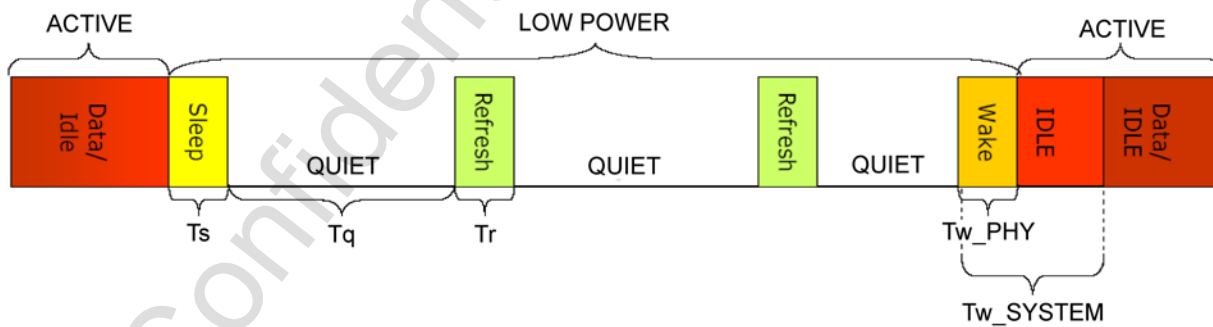 ACTIVE
LOW POWER
ACTIVE
Data/
Idle
Sleep
QUIET
Refresh
QUIET
Refresh
QUIET
Wake
IDLE
Data/
IDLE
Ts
Tq
Tr
Tw_PHY
Tw_SYSTEM
Confiden